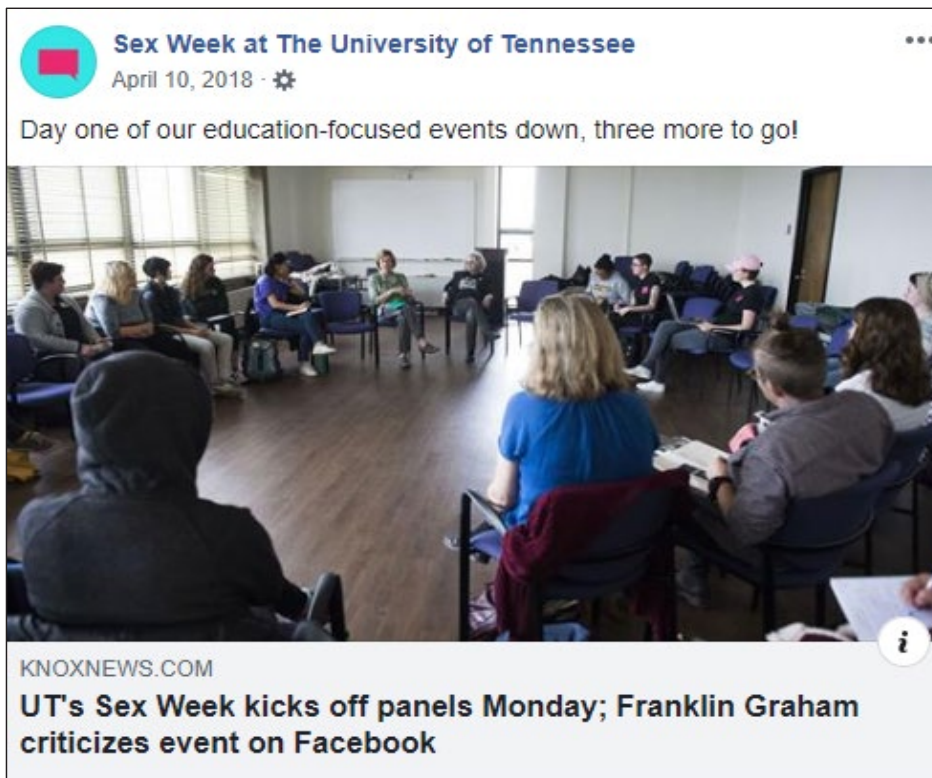 Sex Week at The University of Tennessee
April 10, 2018 ·
Day one of our education-focused events down, three more to go!
i
KNOXNEWS.COM
UT's Sex Week kicks off panels Monday; Franklin Graham
criticizes event on Facebook